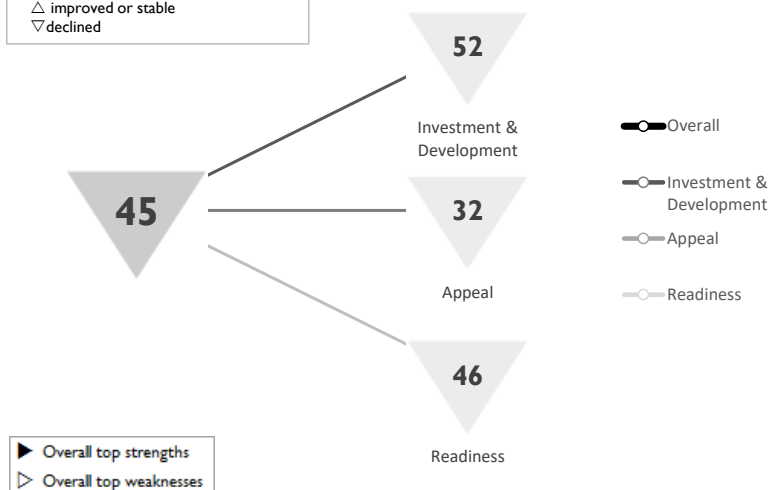 △ improved or stable
▽ declined
52
Investment &
Development
45
32
Appeal
46
Readiness
Overall
Investment &
Development
Appeal
Readiness
▶ Overall top strengths
▷ Overall top weaknesses